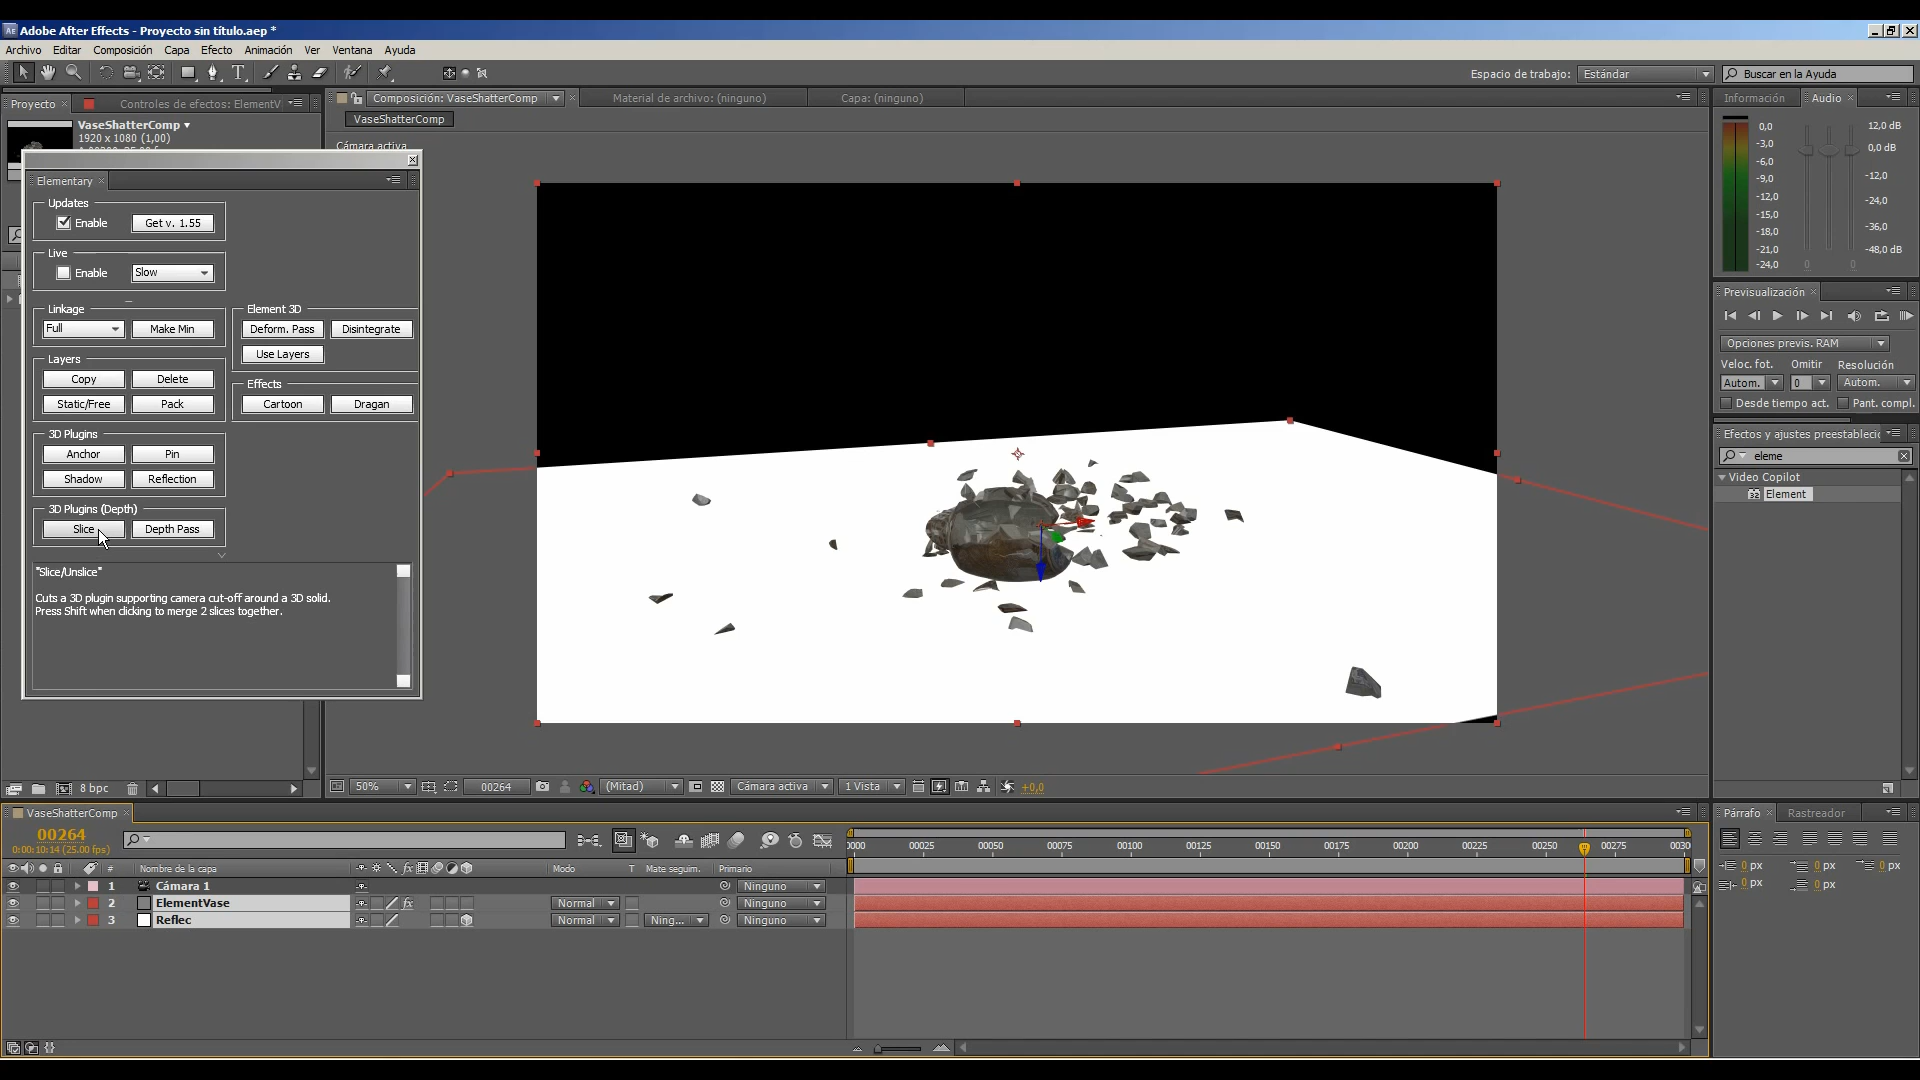 Adobe After Effects - Proyecto sin título.aep *
Archivo Editar Composición Capa Efecto Animación Ver Ventana Ayuda
Espacio de trabajo: Estándar Buscar en la Ayuda
Proyecto Controles de efectos: ElementV
VaseShatterComp
1920 x 1080 (1,00)
Composición: VaseShatterComp Material de archivo: (ninguno) Capa: (ninguno)
VaseShatterComp
Cámara activa
Elementary
Updates
Enable Get v. 1.55
Live
Enable Slow
Linkage
Full Make Min
Layers
Copy Delete
Static/Free Pack
3D Plugins
Anchor Pin
Shadow Reflection
3D Plugins (Depth)
Slice Depth Pass
Element 3D
Deform. Pass Disintegrate
Use Layers
Effects
Cartoon Dragan
"Slice/Unslice"
Cuts a 3D plugin supporting camera cut-off around a 3D solid.
Press Shift when clicking to merge 2 slices together.
8 bpc
50% 00264 (Mitad) Cámara activa 1 Vista +0,0
Información Audio
0,0
-3,0
-6,0
-9,0
-12,0
-15,0
-18,0
-21,0
-24,0
12,0 dB
0,0 dB
-12,0
-24,0
-36,0
-48,0 dB
0 0
Previsualización
Opciones previs. RAM
Veloc. fot. Omitir Resolución
Autom. 0 Autom.
Desde tiempo act. Pant. compl.
Efectos y ajustes preestableci
eleme
Video Copilot
Element
VaseShatterComp
00264
0:00:10:14 (25.00 fps)
# Nombre de la capa Modo T Mate seguim. Primario
1 Cámara 1 Ninguno
2 ElementVase Normal Ninguno
3 Reflec Normal Ning... Ninguno
0000 00025 00050 00075 00100 00125 00150 00175 00200 00225 00250 00275 0030
Párrafo Rastreador
0 px 0 px 0 px
0 px 0 px